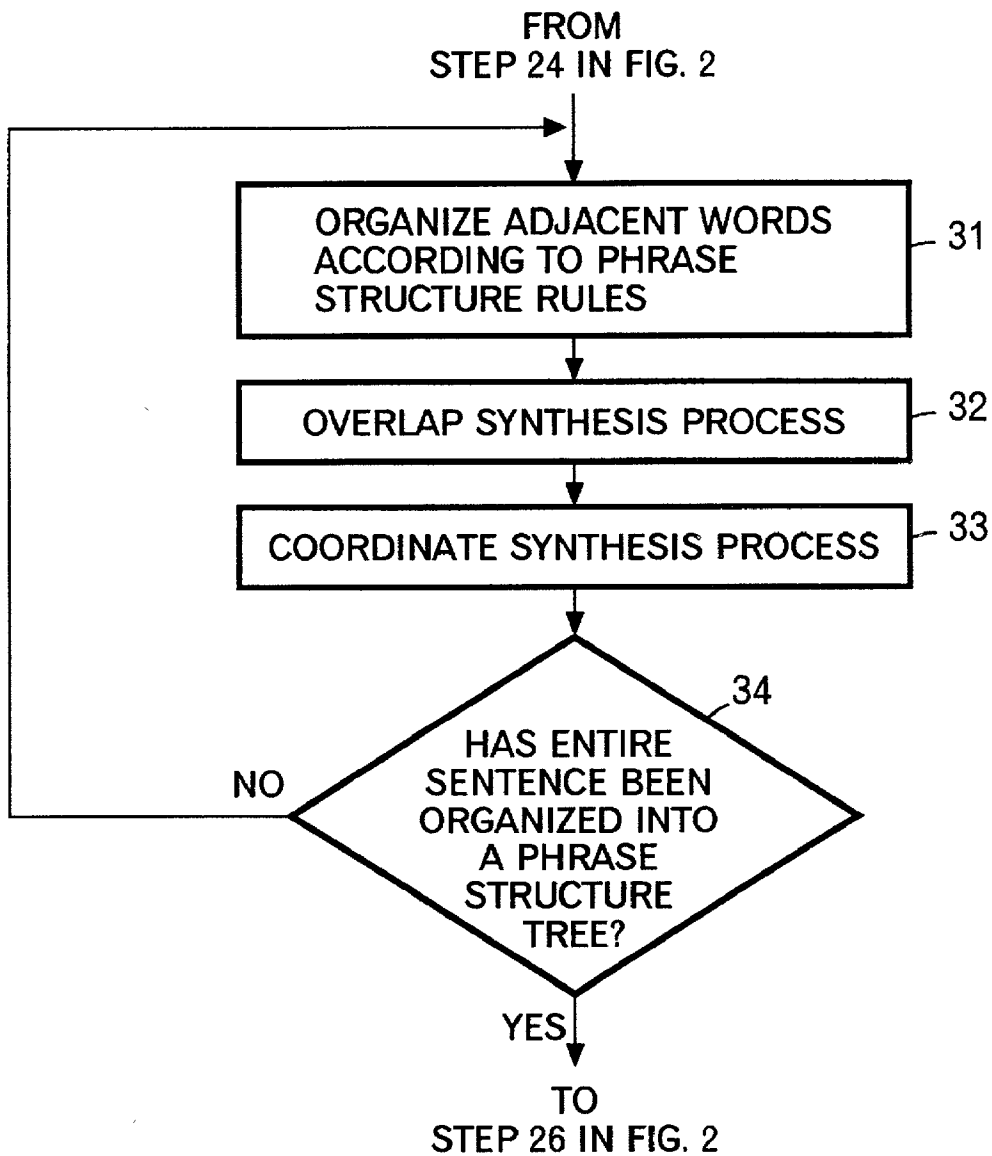 FROM
STEP 24 IN FIG. 2
ORGANIZE ADJACENT WORDS
ACCORDING TO PHRASE
STRUCTURE RULES
31
OVERLAP SYNTHESIS PROCESS
32
COORDINATE SYNTHESIS PROCESS
33
34
HAS ENTIRE
SENTENCE BEEN
ORGANIZED INTO
A PHRASE
STRUCTURE
TREE?
NO
YES
TO
STEP 26 IN FIG. 2